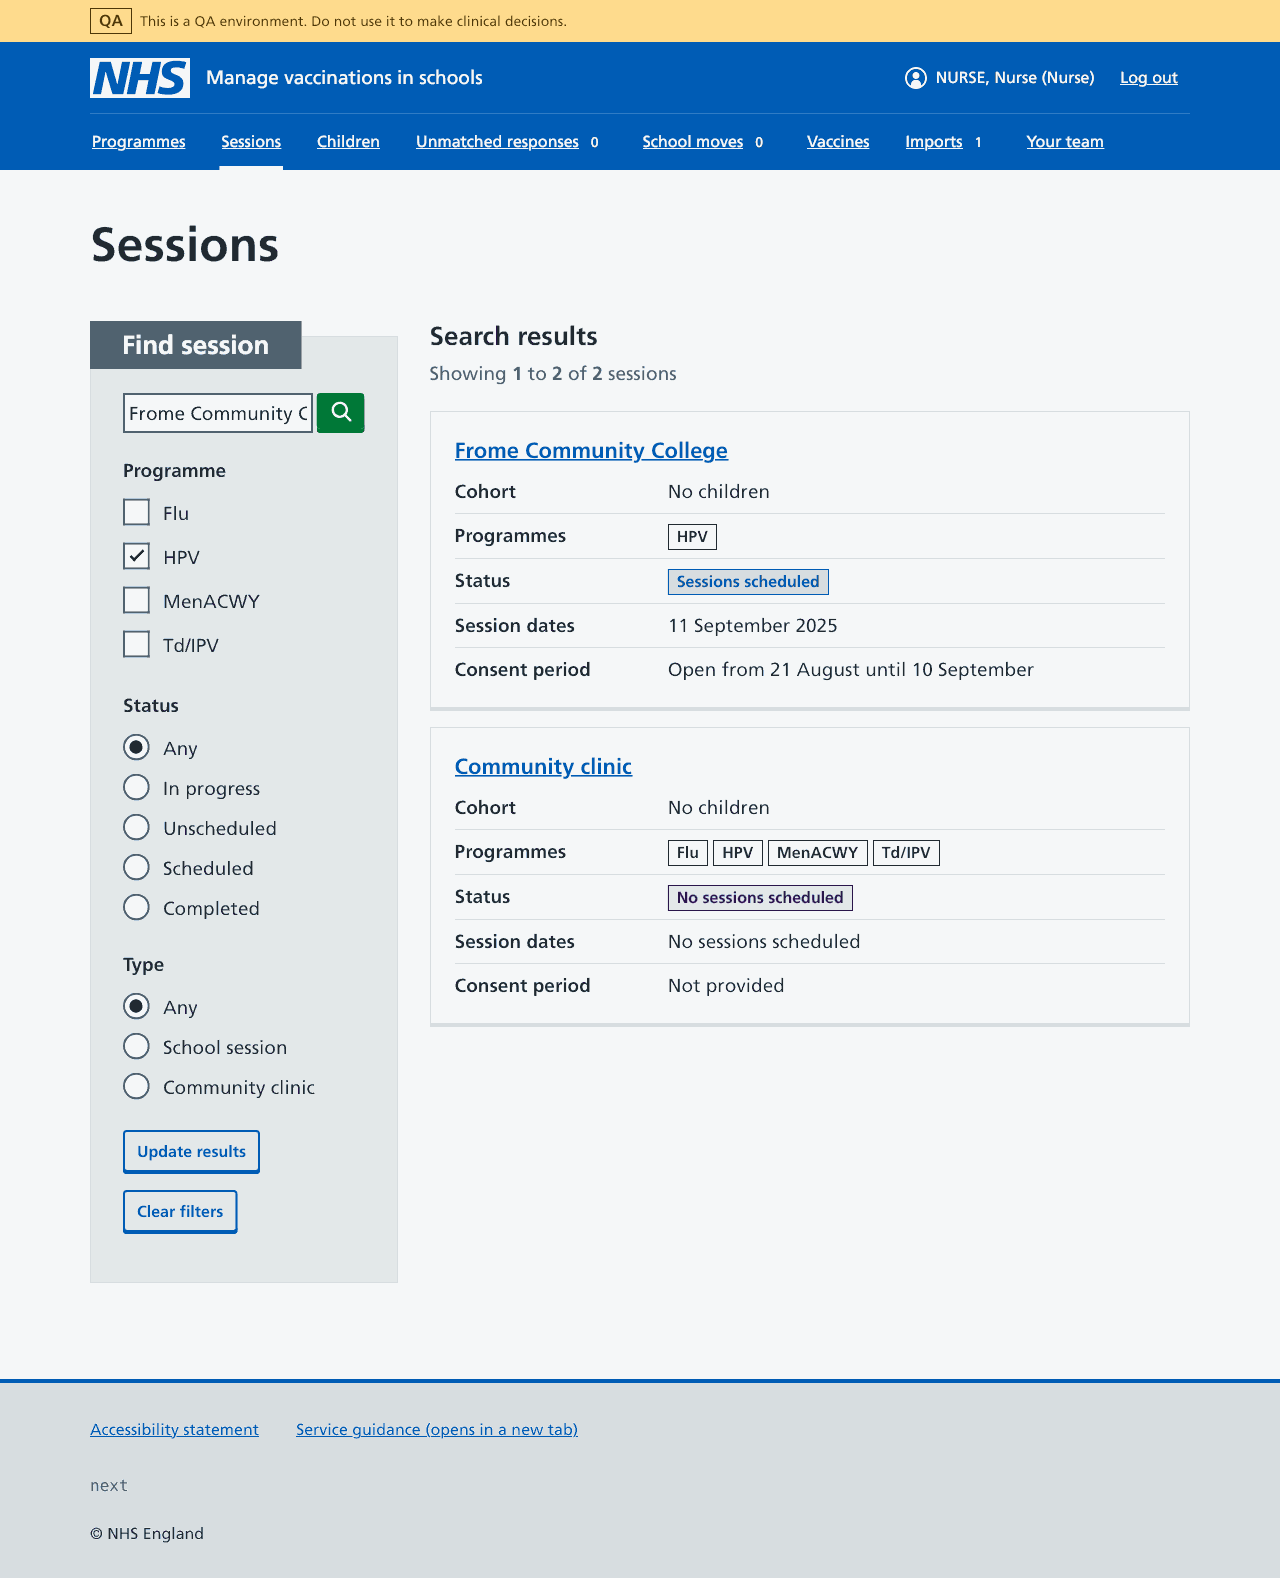 QA This is a QA environment. Do not use it to make clinical decisions.
NHS Manage vaccinations in schools NURSE, Nurse (Nurse) Log out
Programmes Sessions Children Unmatched responses 0 School moves 0 Vaccines Imports 1 Your team
Sessions
Find session
Frome Community C
Programme
Flu
HPV
MenACWY
Td/IPV
Status
Any
In progress
Unscheduled
Scheduled
Completed
Type
Any
School session
Community clinic
Update results
Clear filters
Search results
Showing 1 to 2 of 2 sessions
Frome Community College
Cohort No children
Programmes HPV
Status Sessions scheduled
Session dates 11 September 2025
Consent period Open from 21 August until 10 September
Community clinic
Cohort No children
Programmes Flu HPV MenACWY Td/IPV
Status No sessions scheduled
Session dates No sessions scheduled
Consent period Not provided
Accessibility statement Service guidance (opens in a new tab)
next
© NHS England